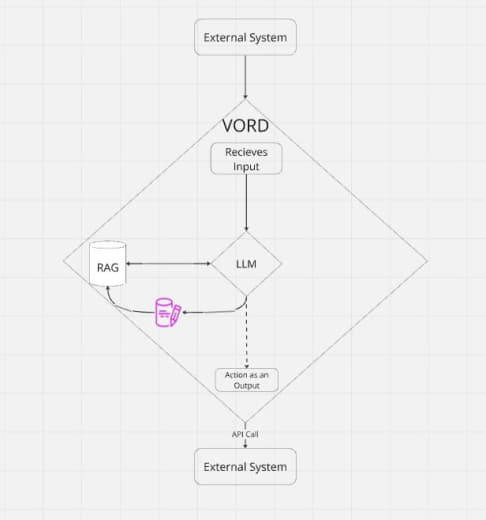 External System
VORD
Recieves
Input
RAG
LLM
Action as an
Output
API Call
External System